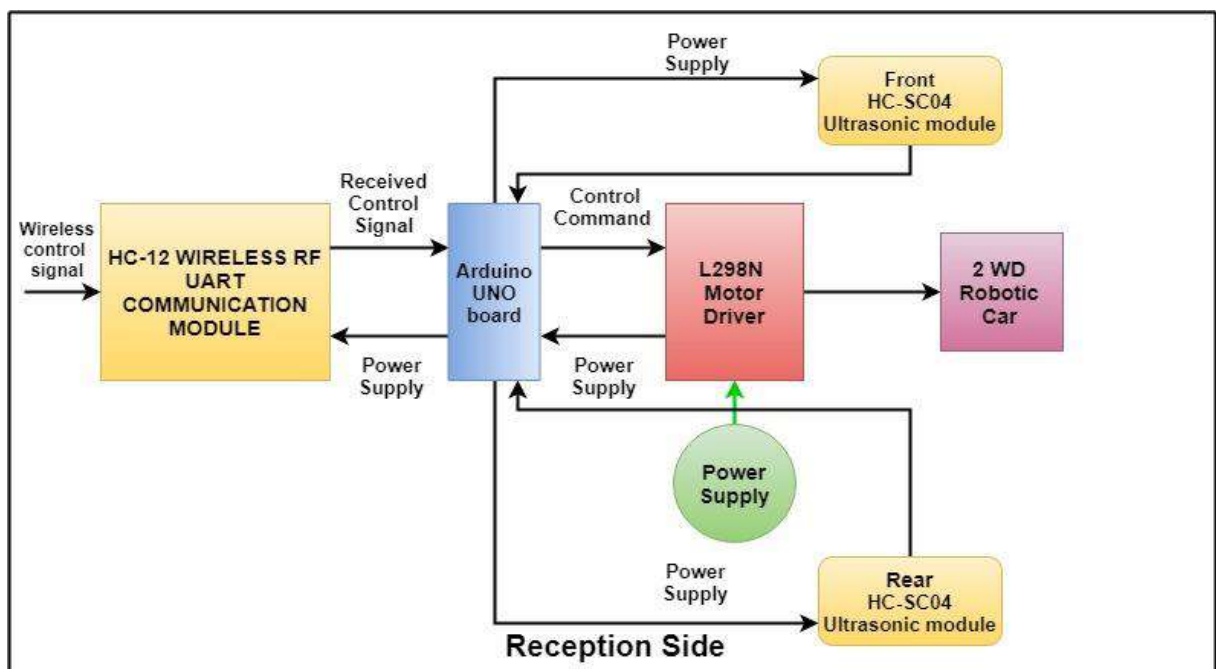 Power
Supply
Front
HC-SC04
Ultrasonic module
Received
Control
Signal
Control
Command
Wireless
control
signal
HC-12 WIRELESS RF
UART
COMMUNICATION
MODULE
Arduino
UNO
board
L298N
Motor
Driver
2 WD
Robotic
Car
Power
Supply
Power
Supply
Power
Supply
Power
Supply
Rear
HC-SC04
Ultrasonic module
Reception Side